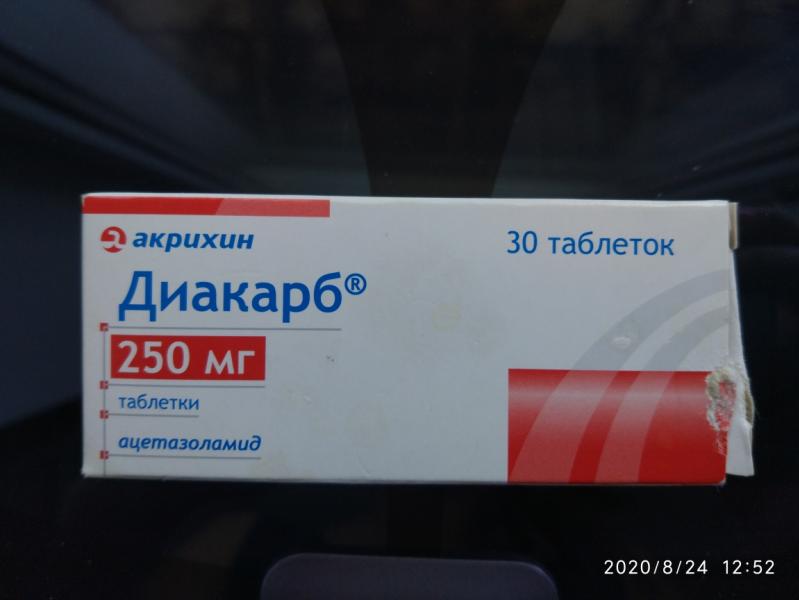 акрихин
30 таблеток
Диакарб®
250 мг
таблетки
ацетазоламид
2020/8/24 12:52